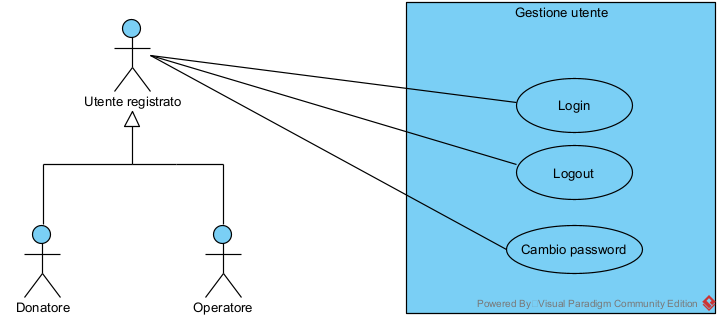 Gestione utente
Utente registrato
Login
Logout
Cambio password
Donatore
Operatore
Powered By Visual Paradigm Community Edition